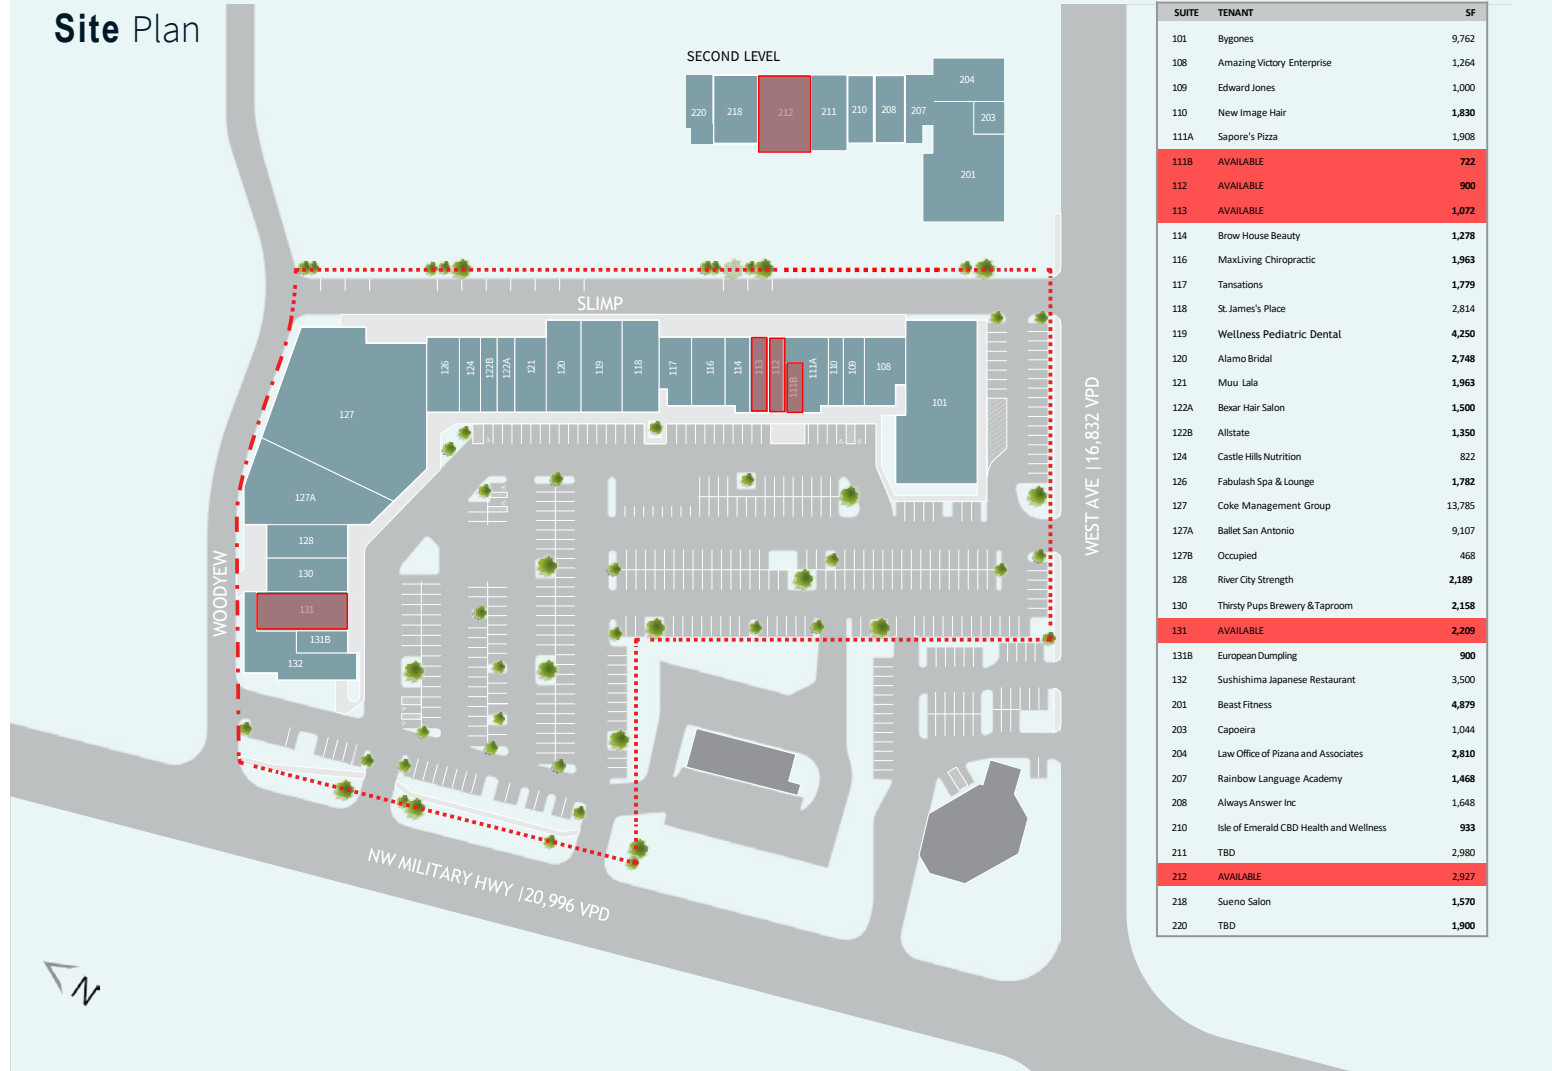 Site Plan
SECOND LEVEL
220
218
212
211
210
208
207
204
203
201
SLIMP
126
124
122B
122A
121
120
119
118
117
116
114
113
112
111B
111A
110
109
108
101
127
127A
128
130
131
131B
132
WOODYEW
WEST AVE | 16,832 VPD
NW MILITARY HWY | 20,996 VPD
N
SUITE TENANT SF
101 Bygones 9,762
108 Amazing Victory Enterprise 1,264
109 Edward Jones 1,000
110 New Image Hair 1,830
111A Sapore's Pizza 1,908
111B AVAILABLE 722
112 AVAILABLE 900
113 AVAILABLE 1,072
114 Brow House Beauty 1,278
116 MaxLiving Chiropractic 1,963
117 Tansations 1,779
118 St. James's Place 2,814
119 Wellness Pediatric Dental 4,250
120 Alamo Bridal 2,748
121 Muu Lala 1,963
122A Bexar Hair Salon 1,500
122B Allstate 1,350
124 Castle Hills Nutrition 822
126 Fabulash Spa & Lounge 1,782
127 Coke Management Group 13,785
127A Ballet San Antonio 9,107
127B Occupied 468
128 River City Strength 2,189
130 Thirsty Pups Brewery & Taproom 2,158
131 AVAILABLE 2,209
131B European Dumpling 900
132 Sushishima Japanese Restaurant 3,500
201 Beast Fitness 4,879
203 Capoeira 1,044
204 Law Office of Pizana and Associates 2,810
207 Rainbow Language Academy 1,468
208 Always Answer Inc 1,648
210 Isle of Emerald CBD Health and Wellness 933
211 TBD 2,980
212 AVAILABLE 2,927
218 Sueno Salon 1,570
220 TBD 1,900